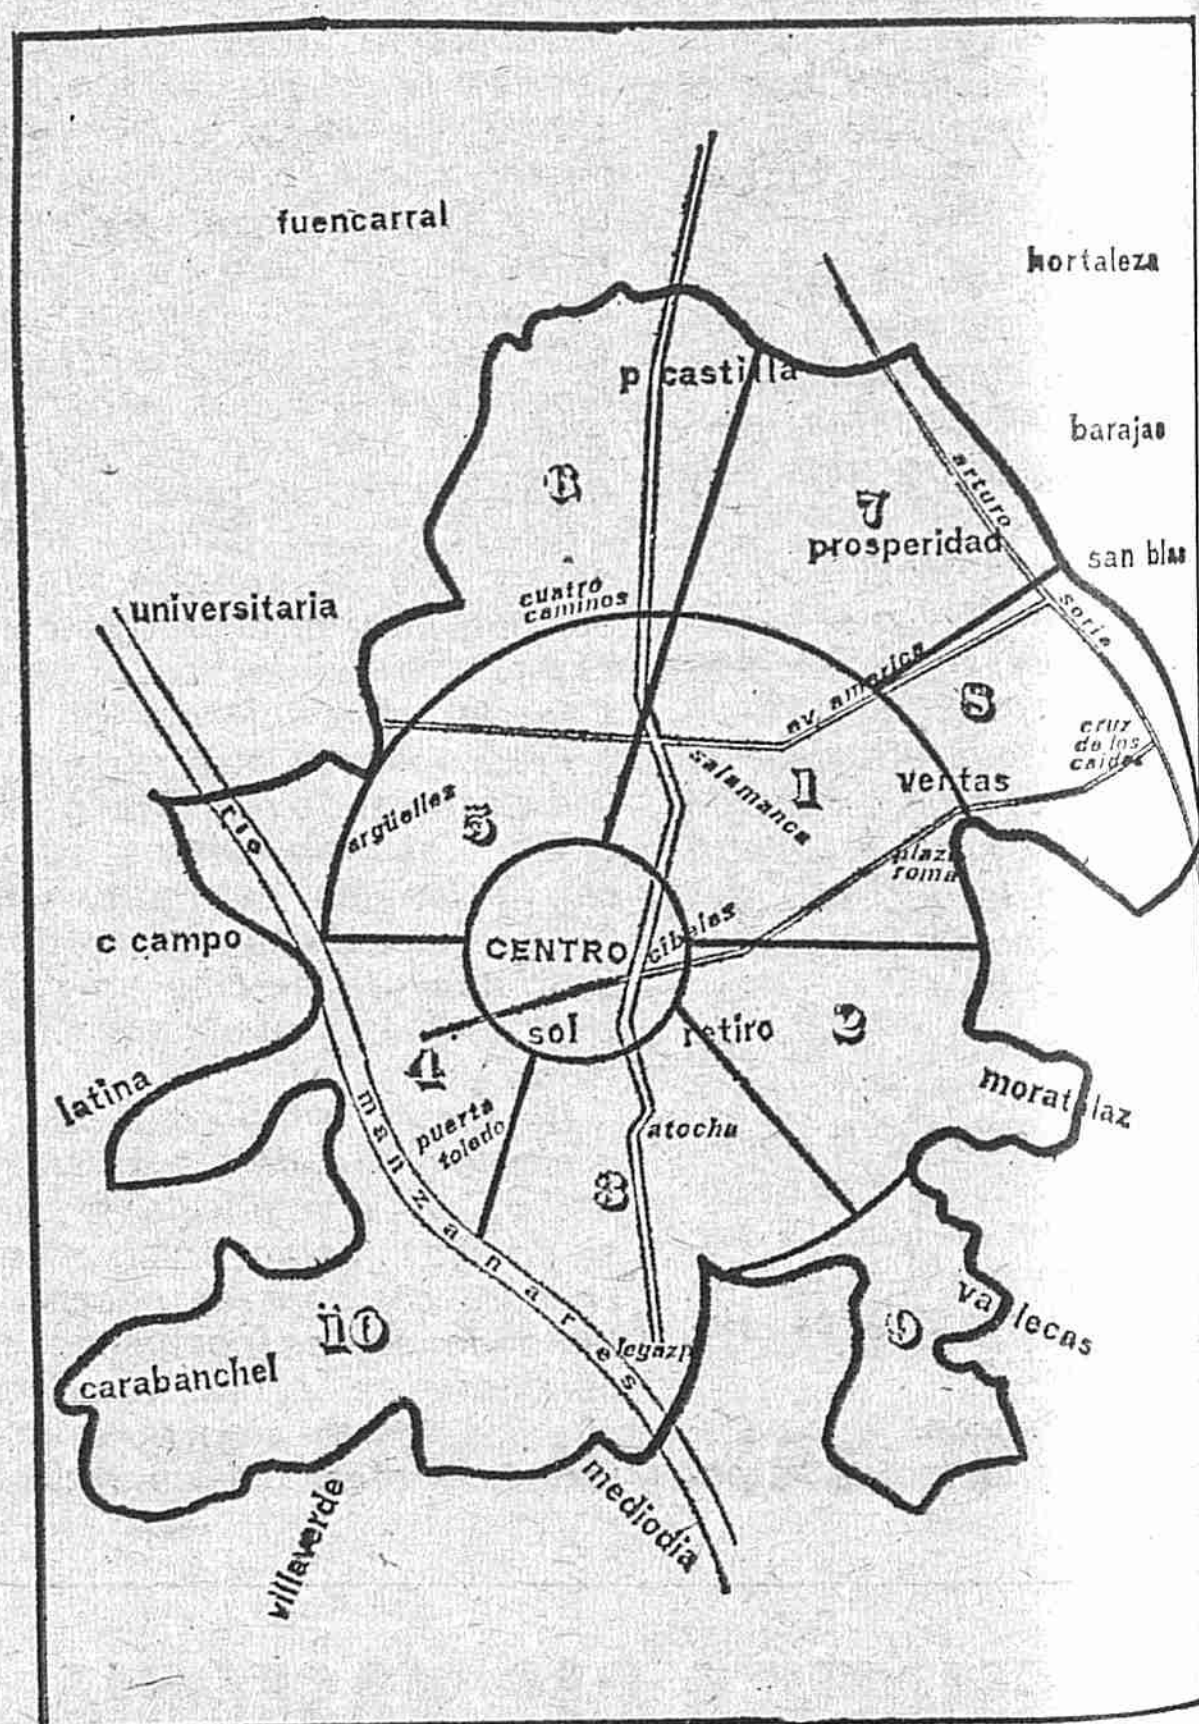 fuencarral
hortaleza
p castilla
barajas
6
arturo
7
prosperidad
san blas
cuatro
caminos
universitaria
soria
av. america
8
cruz
de los
caidos
salamanca
1
ventas
argüelles
5
rio
plaza
roma
c campo
CENTRO
cibeles
sol
retiro
2
4
latina
moratalaz
manzanares
puerta
toledo
atocha
3
vallecas
10
9
legazpi
carabanchel
villaverde
mediodia